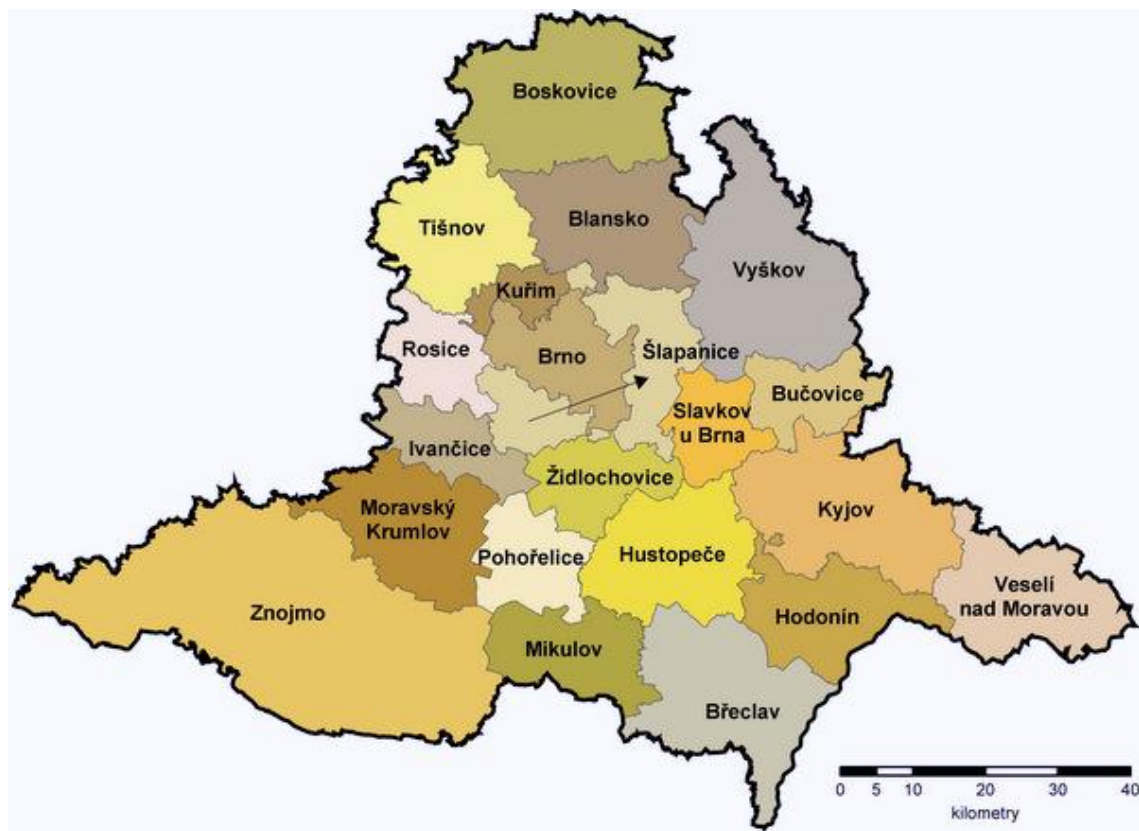 Boskovice
Blansko
Tišnov
Vyškov
Kuřim
Rosice
Brno
Šlapanice
Bučovice
Slavkov
u Brna
Ivančice
Židlochovice
Moravský
Krumlov
Kyjov
Pohořelice
Hustopeče
Veselí
nad Moravou
Znojmo
Hodonín
Mikulov
Břeclav
0 5 10 20 30 40
kilometry